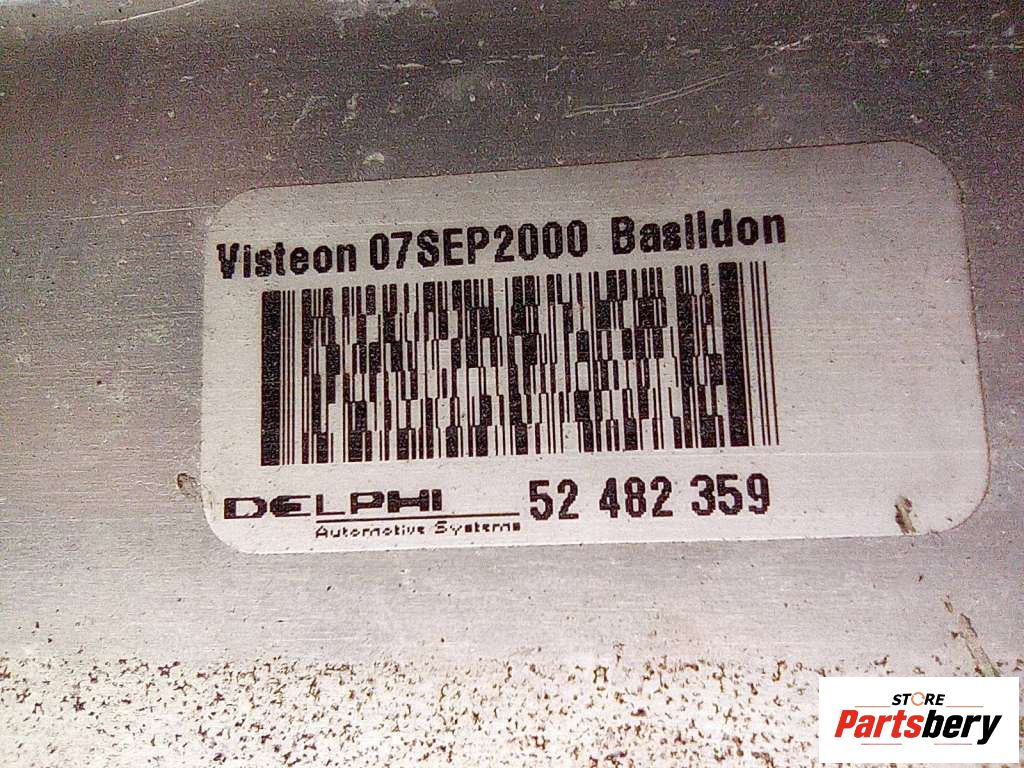 Visteon 07SEP2000 Basildon
DELPHI 52 482 359
Automotive Systems
STORE
Partsbery